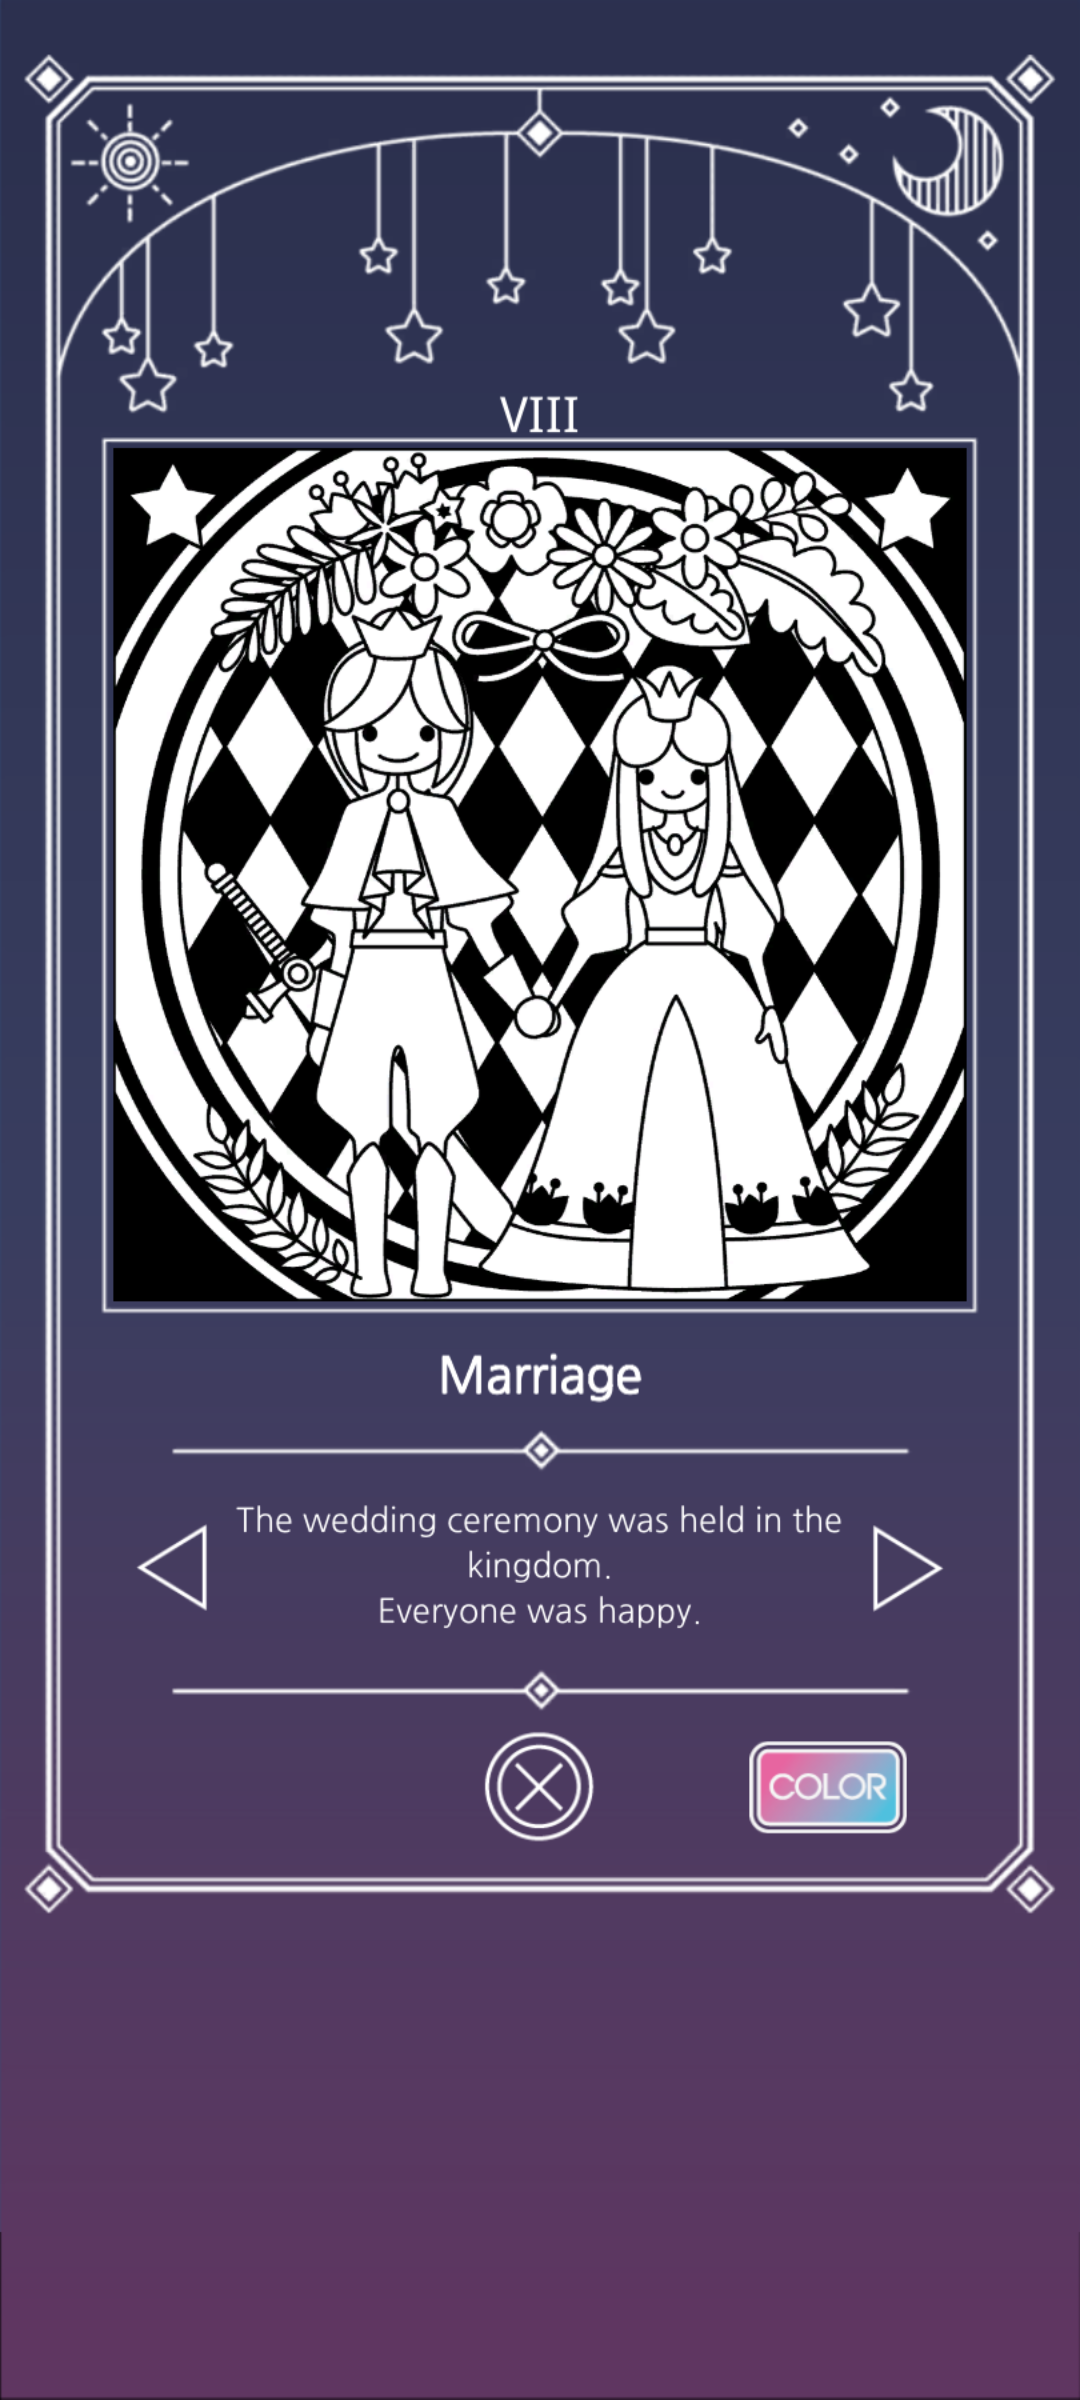 VIII
Marriage
The wedding ceremony was held in the
kingdom.
Everyone was happy.
COLOR